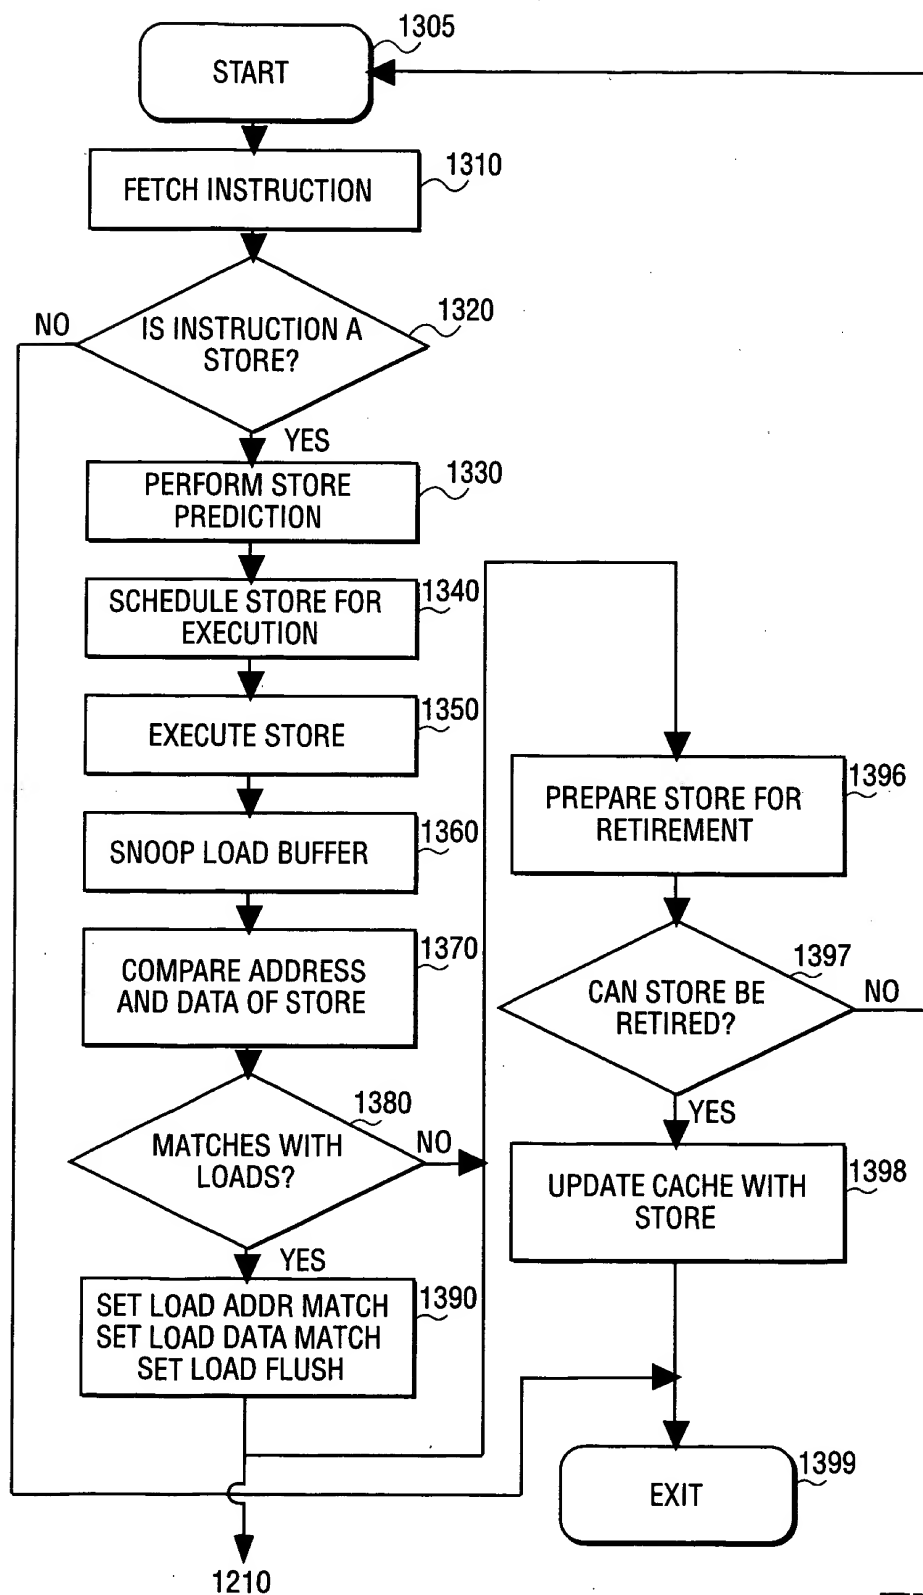 START
1305
FETCH INSTRUCTION
1310
IS INSTRUCTION A
STORE?
1320
NO
YES
PERFORM STORE
PREDICTION
1330
SCHEDULE STORE FOR
EXECUTION
1340
EXECUTE STORE
1350
SNOOP LOAD BUFFER
1360
COMPARE ADDRESS
AND DATA OF STORE
1370
MATCHES WITH
LOADS?
1380
NO
YES
SET LOAD ADDR MATCH
SET LOAD DATA MATCH
SET LOAD FLUSH
1390
1210
PREPARE STORE FOR
RETIREMENT
1396
CAN STORE BE
RETIRED?
1397
NO
YES
UPDATE CACHE WITH
STORE
1398
EXIT
1399